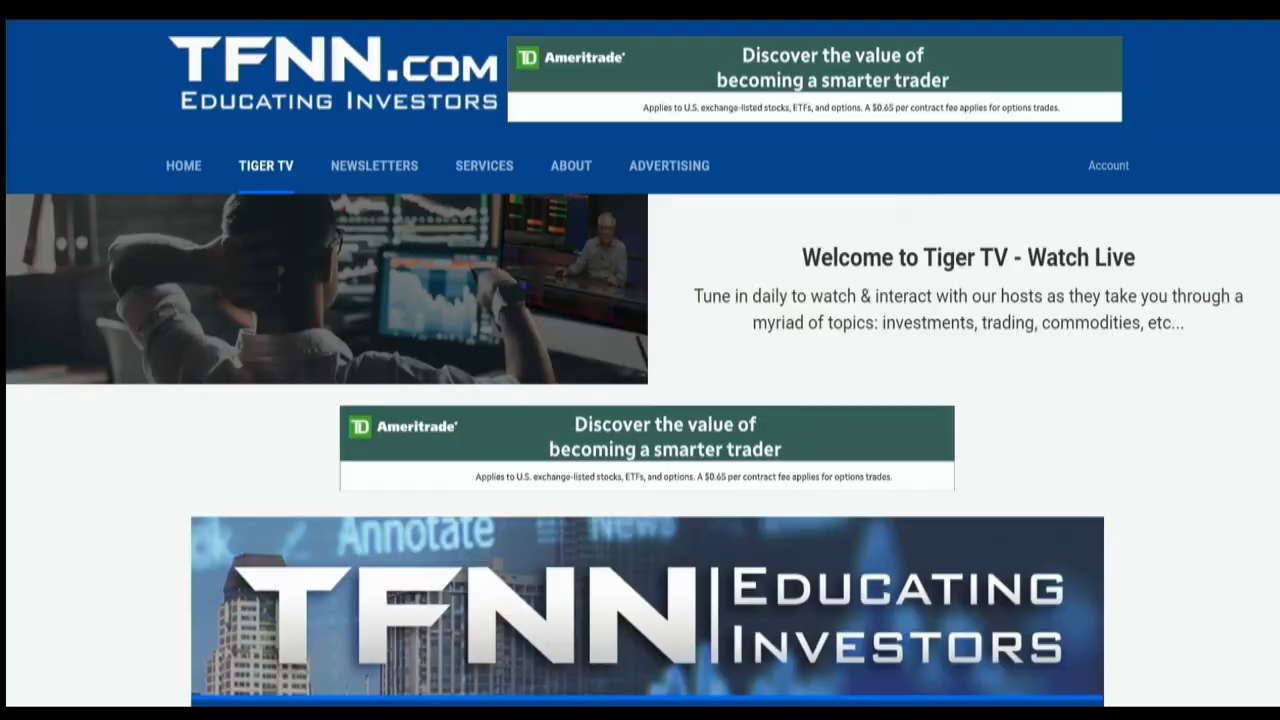 TFNN.COM
EDUCATING INVESTORS
TD Ameritrade
Discover the value of
becoming a smarter trader
Applies to U.S. exchange-listed stocks, ETFs, and options. A $0.65 per contract fee applies for options trades.
HOME TIGER TV NEWSLETTERS SERVICES ABOUT ADVERTISING Account
Welcome to Tiger TV - Watch Live
Tune in daily to watch & interact with our hosts as they take you through a
myriad of topics: investments, trading, commodities, etc...
TD Ameritrade
Discover the value of
becoming a smarter trader
Applies to U.S. exchange-listed stocks, ETFs, and options. A $0.65 per contract fee applies for options trades.
ck Annotate News
TFNN EDUCATING
INVESTORS